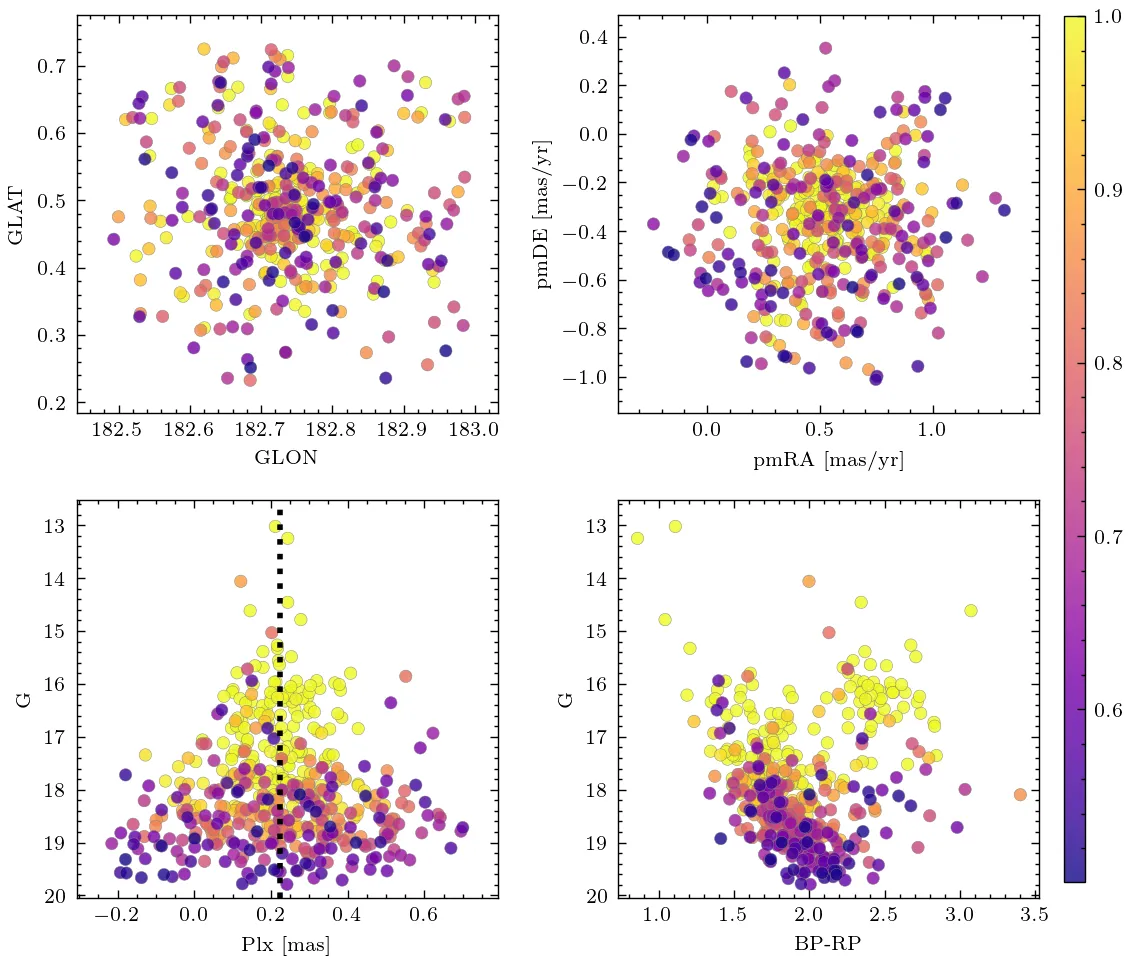 GLAT
0.7
0.6
0.5
0.4
0.3
0.2
182.5 182.6 182.7 182.8 182.9 183.0
GLON
pmDE [mas/yr]
0.4
0.2
0.0
−0.2
−0.4
−0.6
−0.8
−1.0
0.0 0.5 1.0
pmRA [mas/yr]
1.0
0.9
0.8
0.7
0.6
G
13
14
15
16
17
18
19
20
−0.2 0.0 0.2 0.4 0.6
Plx [mas]
G
13
14
15
16
17
18
19
20
1.0 1.5 2.0 2.5 3.0 3.5
BP-RP